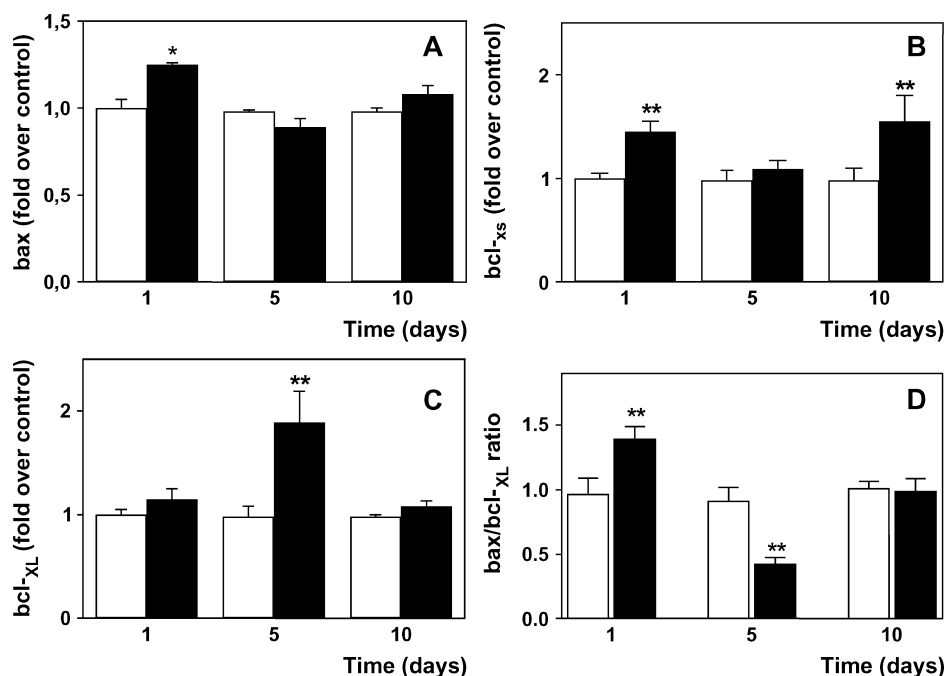 A
bax (fold over control)
1,5
1,0
0,5
0,0
*
1 5 10
Time (days)
B
bcl-xs (fold over control)
2
1
0
**
**
1 5 10
Time (days)
C
bcl-XL (fold over control)
2
1
0
**
1 5 10
Time (days)
D
bax/bcl-XL ratio
1.5
1.0
0.5
0.0
**
**
1 5 10
Time (days)